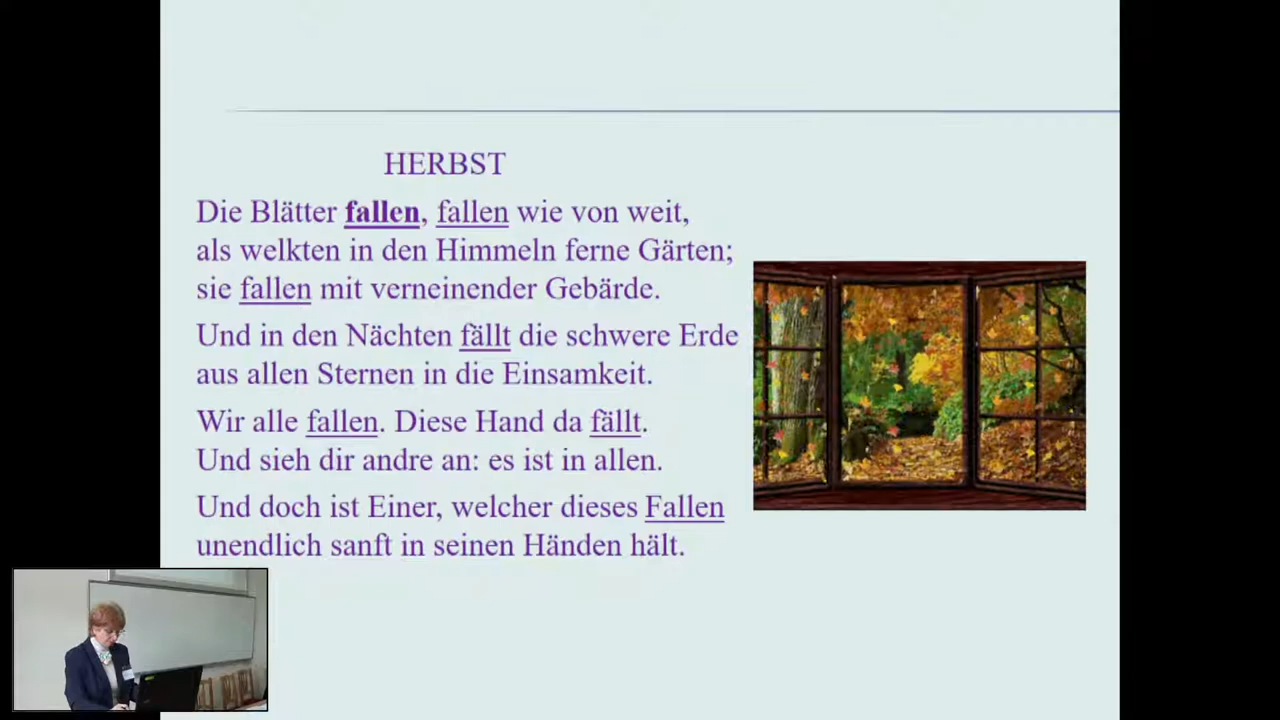 HERBST
Die Blätter fallen, fallen wie von weit,
als welkten in den Himmeln ferne Gärten;
sie fallen mit verneinender Gebärde.
Und in den Nächten fällt die schwere Erde
aus allen Sternen in die Einsamkeit.
Wir alle fallen. Diese Hand da fällt.
Und sieh dir andre an: es ist in allen.
Und doch ist Einer, welcher dieses Fallen
unendlich sanft in seinen Händen hält.